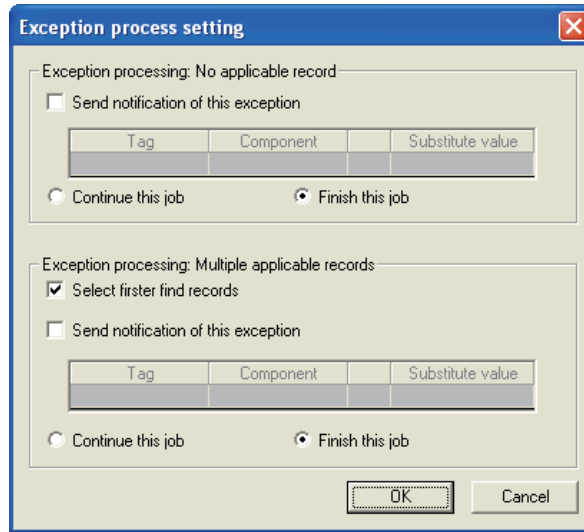 Exception process setting
Exception processing: No applicable record
Send notification of this exception
Tag Component Substitute value
Continue this job Finish this job
Exception processing: Multiple applicable records
Select firster find records
Send notification of this exception
Tag Component Substitute value
Continue this job Finish this job
OK Cancel